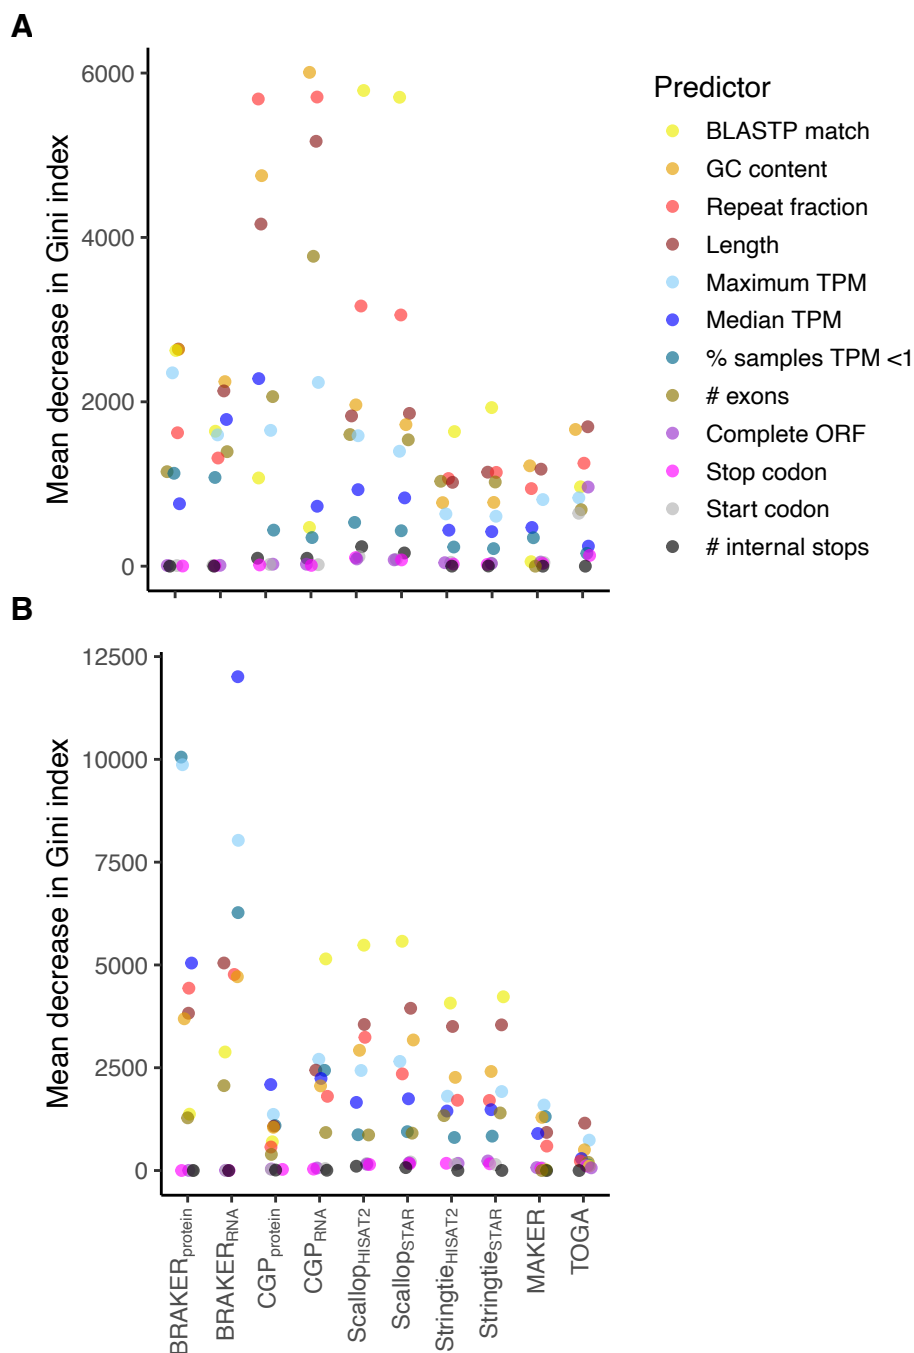 A
Mean decrease in Gini index
6000
4000
2000
0
Predictor
BLASTP match
GC content
Repeat fraction
Length
Maximum TPM
Median TPM
% samples TPM <1
# exons
Complete ORF
Stop codon
Start codon
# internal stops
B
Mean decrease in Gini index
12500
10000
7500
5000
2500
0
BRAKERprotein
BRAKERRNA
CGPprotein
CGPRNA
ScallopHISAT2
ScallopSTAR
StringtieHISAT2
StringtieSTAR
MAKER
TOGA